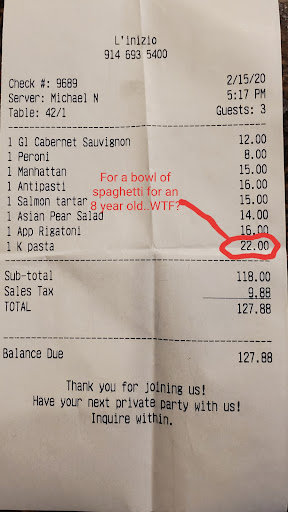 L'inizio
914 693 5400
Check #: 9689 2/15/20
Server: Michael N 5:17 PM
Table: 42/1 Guests: 3
1 Gl Cabernet Sauvignon 12.00
1 Peroni 8.00
1 Manhattan 15.00
1 Antipasti 16.00
1 Salmon tartar 15.00
1 Asian Pear Salad 14.00
1 App Rigatoni 16.00
1 K pasta 22.00
For a bowl of
spaghetti for an
8 year old..WTF?
Sub-total 118.00
Sales Tax 9.88
TOTAL 127.88
Balance Due 127.88
Thank you for joining us!
Have your next private party with us!
Inquire within.